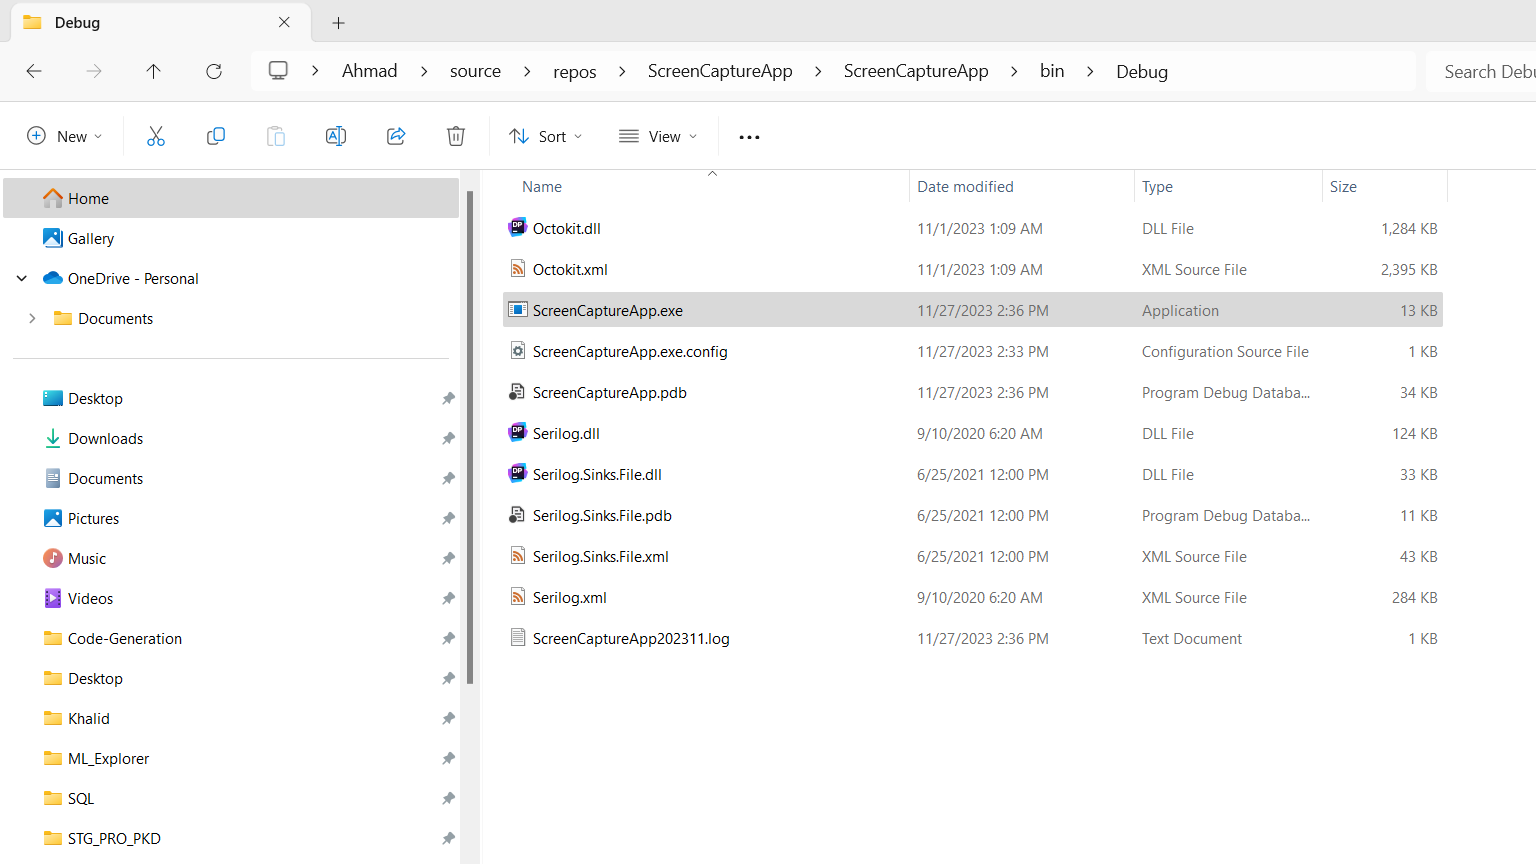 Debug
Ahmad source repos ScreenCaptureApp ScreenCaptureApp bin Debug
Search Debu
New Sort View
Home
Gallery
OneDrive - Personal
Documents
Desktop
Downloads
Documents
Pictures
Music
Videos
Code-Generation
Desktop
Khalid
ML_Explorer
SQL
STG_PRO_PKD
Name Date modified Type Size
Octokit.dll 11/1/2023 1:09 AM DLL File 1,284 KB
Octokit.xml 11/1/2023 1:09 AM XML Source File 2,395 KB
ScreenCaptureApp.exe 11/27/2023 2:36 PM Application 13 KB
ScreenCaptureApp.exe.config 11/27/2023 2:33 PM Configuration Source File 1 KB
ScreenCaptureApp.pdb 11/27/2023 2:36 PM Program Debug Databa... 34 KB
Serilog.dll 9/10/2020 6:20 AM DLL File 124 KB
Serilog.Sinks.File.dll 6/25/2021 12:00 PM DLL File 33 KB
Serilog.Sinks.File.pdb 6/25/2021 12:00 PM Program Debug Databa... 11 KB
Serilog.Sinks.File.xml 6/25/2021 12:00 PM XML Source File 43 KB
Serilog.xml 9/10/2020 6:20 AM XML Source File 284 KB
ScreenCaptureApp202311.log 11/27/2023 2:36 PM Text Document 1 KB